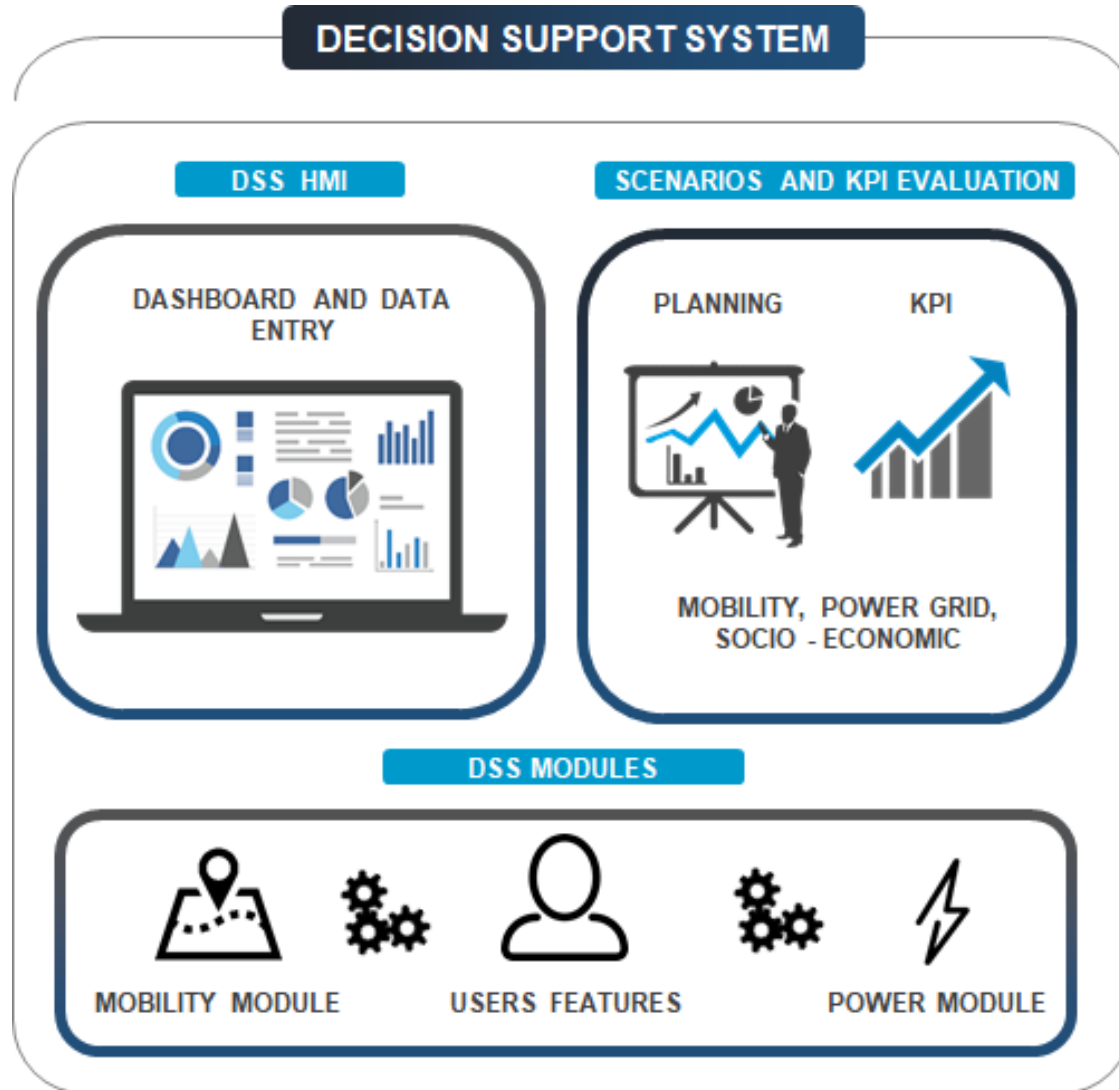 DECISION SUPPORT SYSTEM
DSS HMI
SCENARIOS AND KPI EVALUATION
DASHBOARD AND DATA
ENTRY
PLANNING
KPI
MOBILITY, POWER GRID,
SOCIO - ECONOMIC
DSS MODULES
MOBILITY MODULE
USERS FEATURES
POWER MODULE